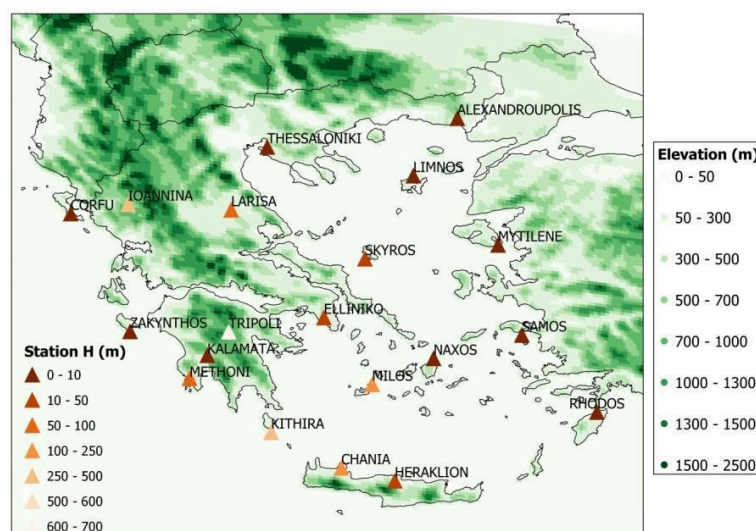 ALEXANDROUPOLIS
THESSALONIKI
LIMNOS
IOANNINA
CORFU
LARISA
MYTILENE
SKYROS
ELLINIKO
ZAKYNTHOS
TRIPOLI
SAMOS
KALAMATA
NAXOS
METHONI
MILOS
RHODOS
KITHIRA
CHANIA
HERAKLION
Station H (m)
0 - 10
10 - 50
50 - 100
100 - 250
250 - 500
500 - 600
600 - 700
Elevation (m)
0 - 50
50 - 300
300 - 500
500 - 700
700 - 1000
1000 - 1300
1300 - 1500
1500 - 2500